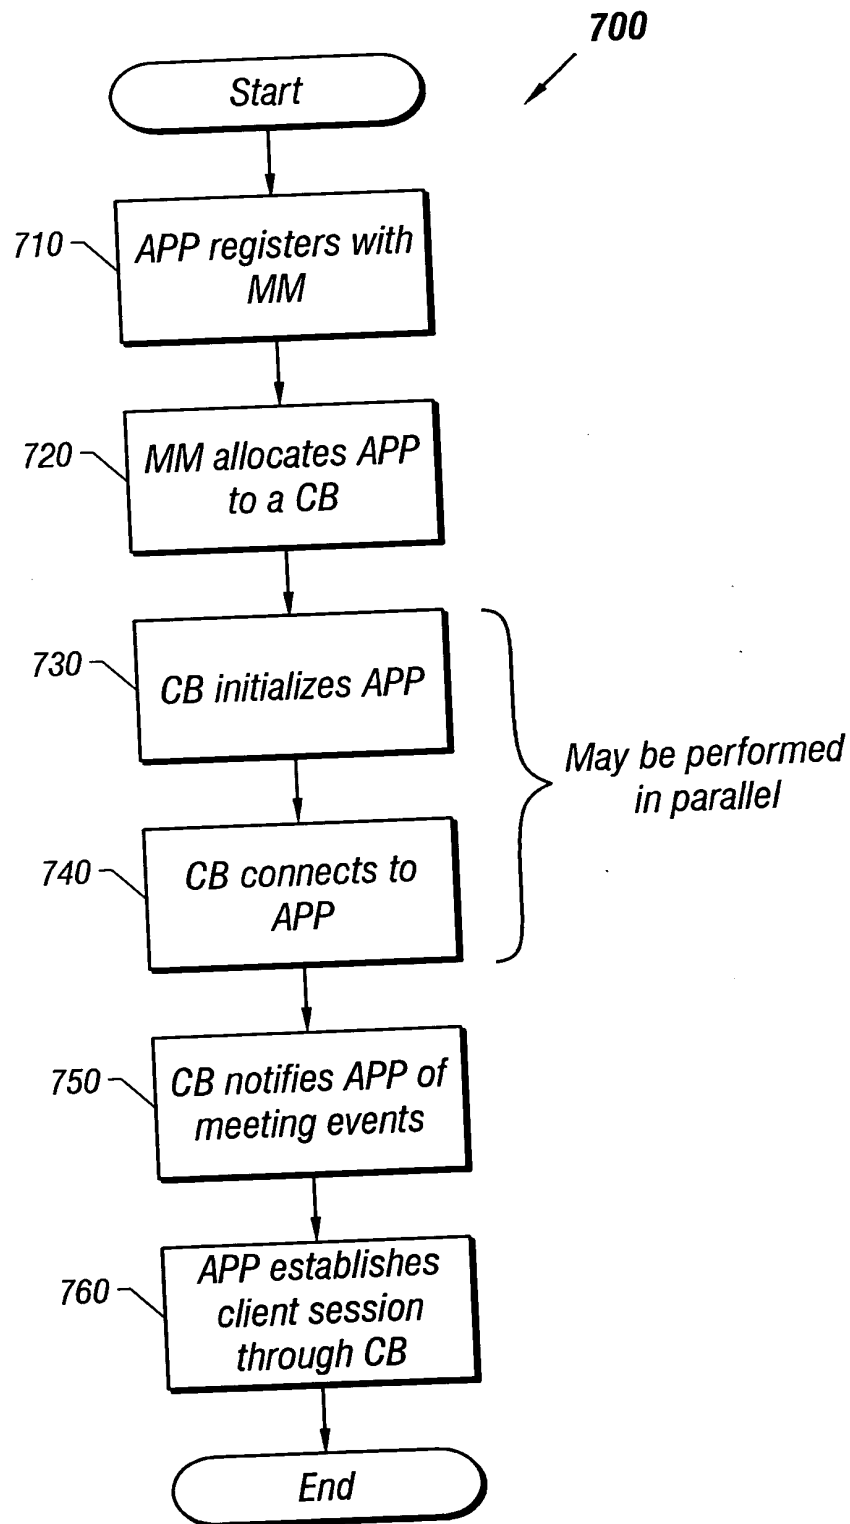 700
Start
710
APP registers with
MM
720
MM allocates APP
to a CB
730
CB initializes APP
May be performed
in parallel
740
CB connects to
APP
750
CB notifies APP of
meeting events
760
APP establishes
client session
through CB
End